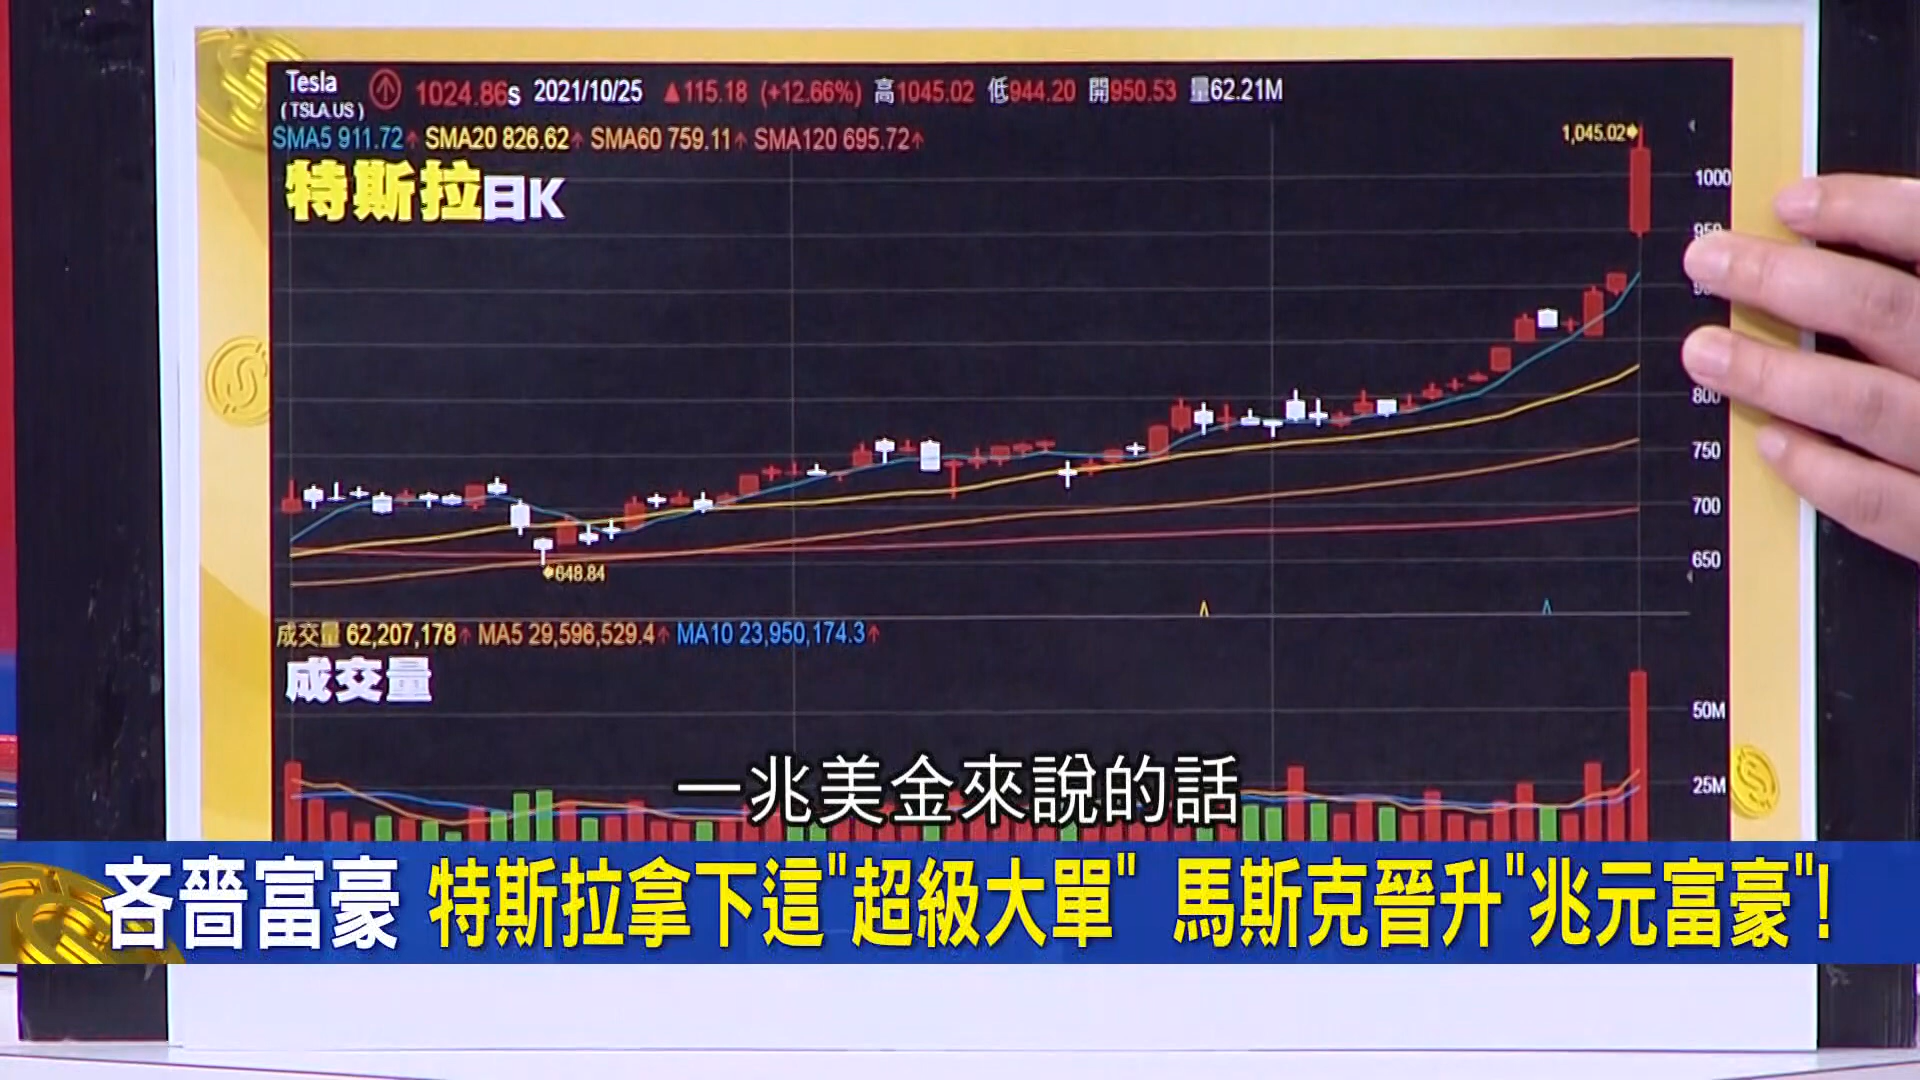 Tesla
(TSLA.US)
1024.86s 2021/10/25 ▲115.18 (+12.66%) 高1045.02 低944.20 開950.53 量62.21M
SMA5 911.72↑ SMA20 826.62↑ SMA60 759.11↑ SMA120 695.72↑
特斯拉日K
1,045.02
1000
950
800
750
700
650
648.84
成交量 62,207,178↑ MA5 29,596,529.4↑ MA10 23,950,174.3↑
成交量
50M
25M
一兆美金來說的話
吝嗇富豪 特斯拉拿下這"超級大單" 馬斯克晉升"兆元富豪"!